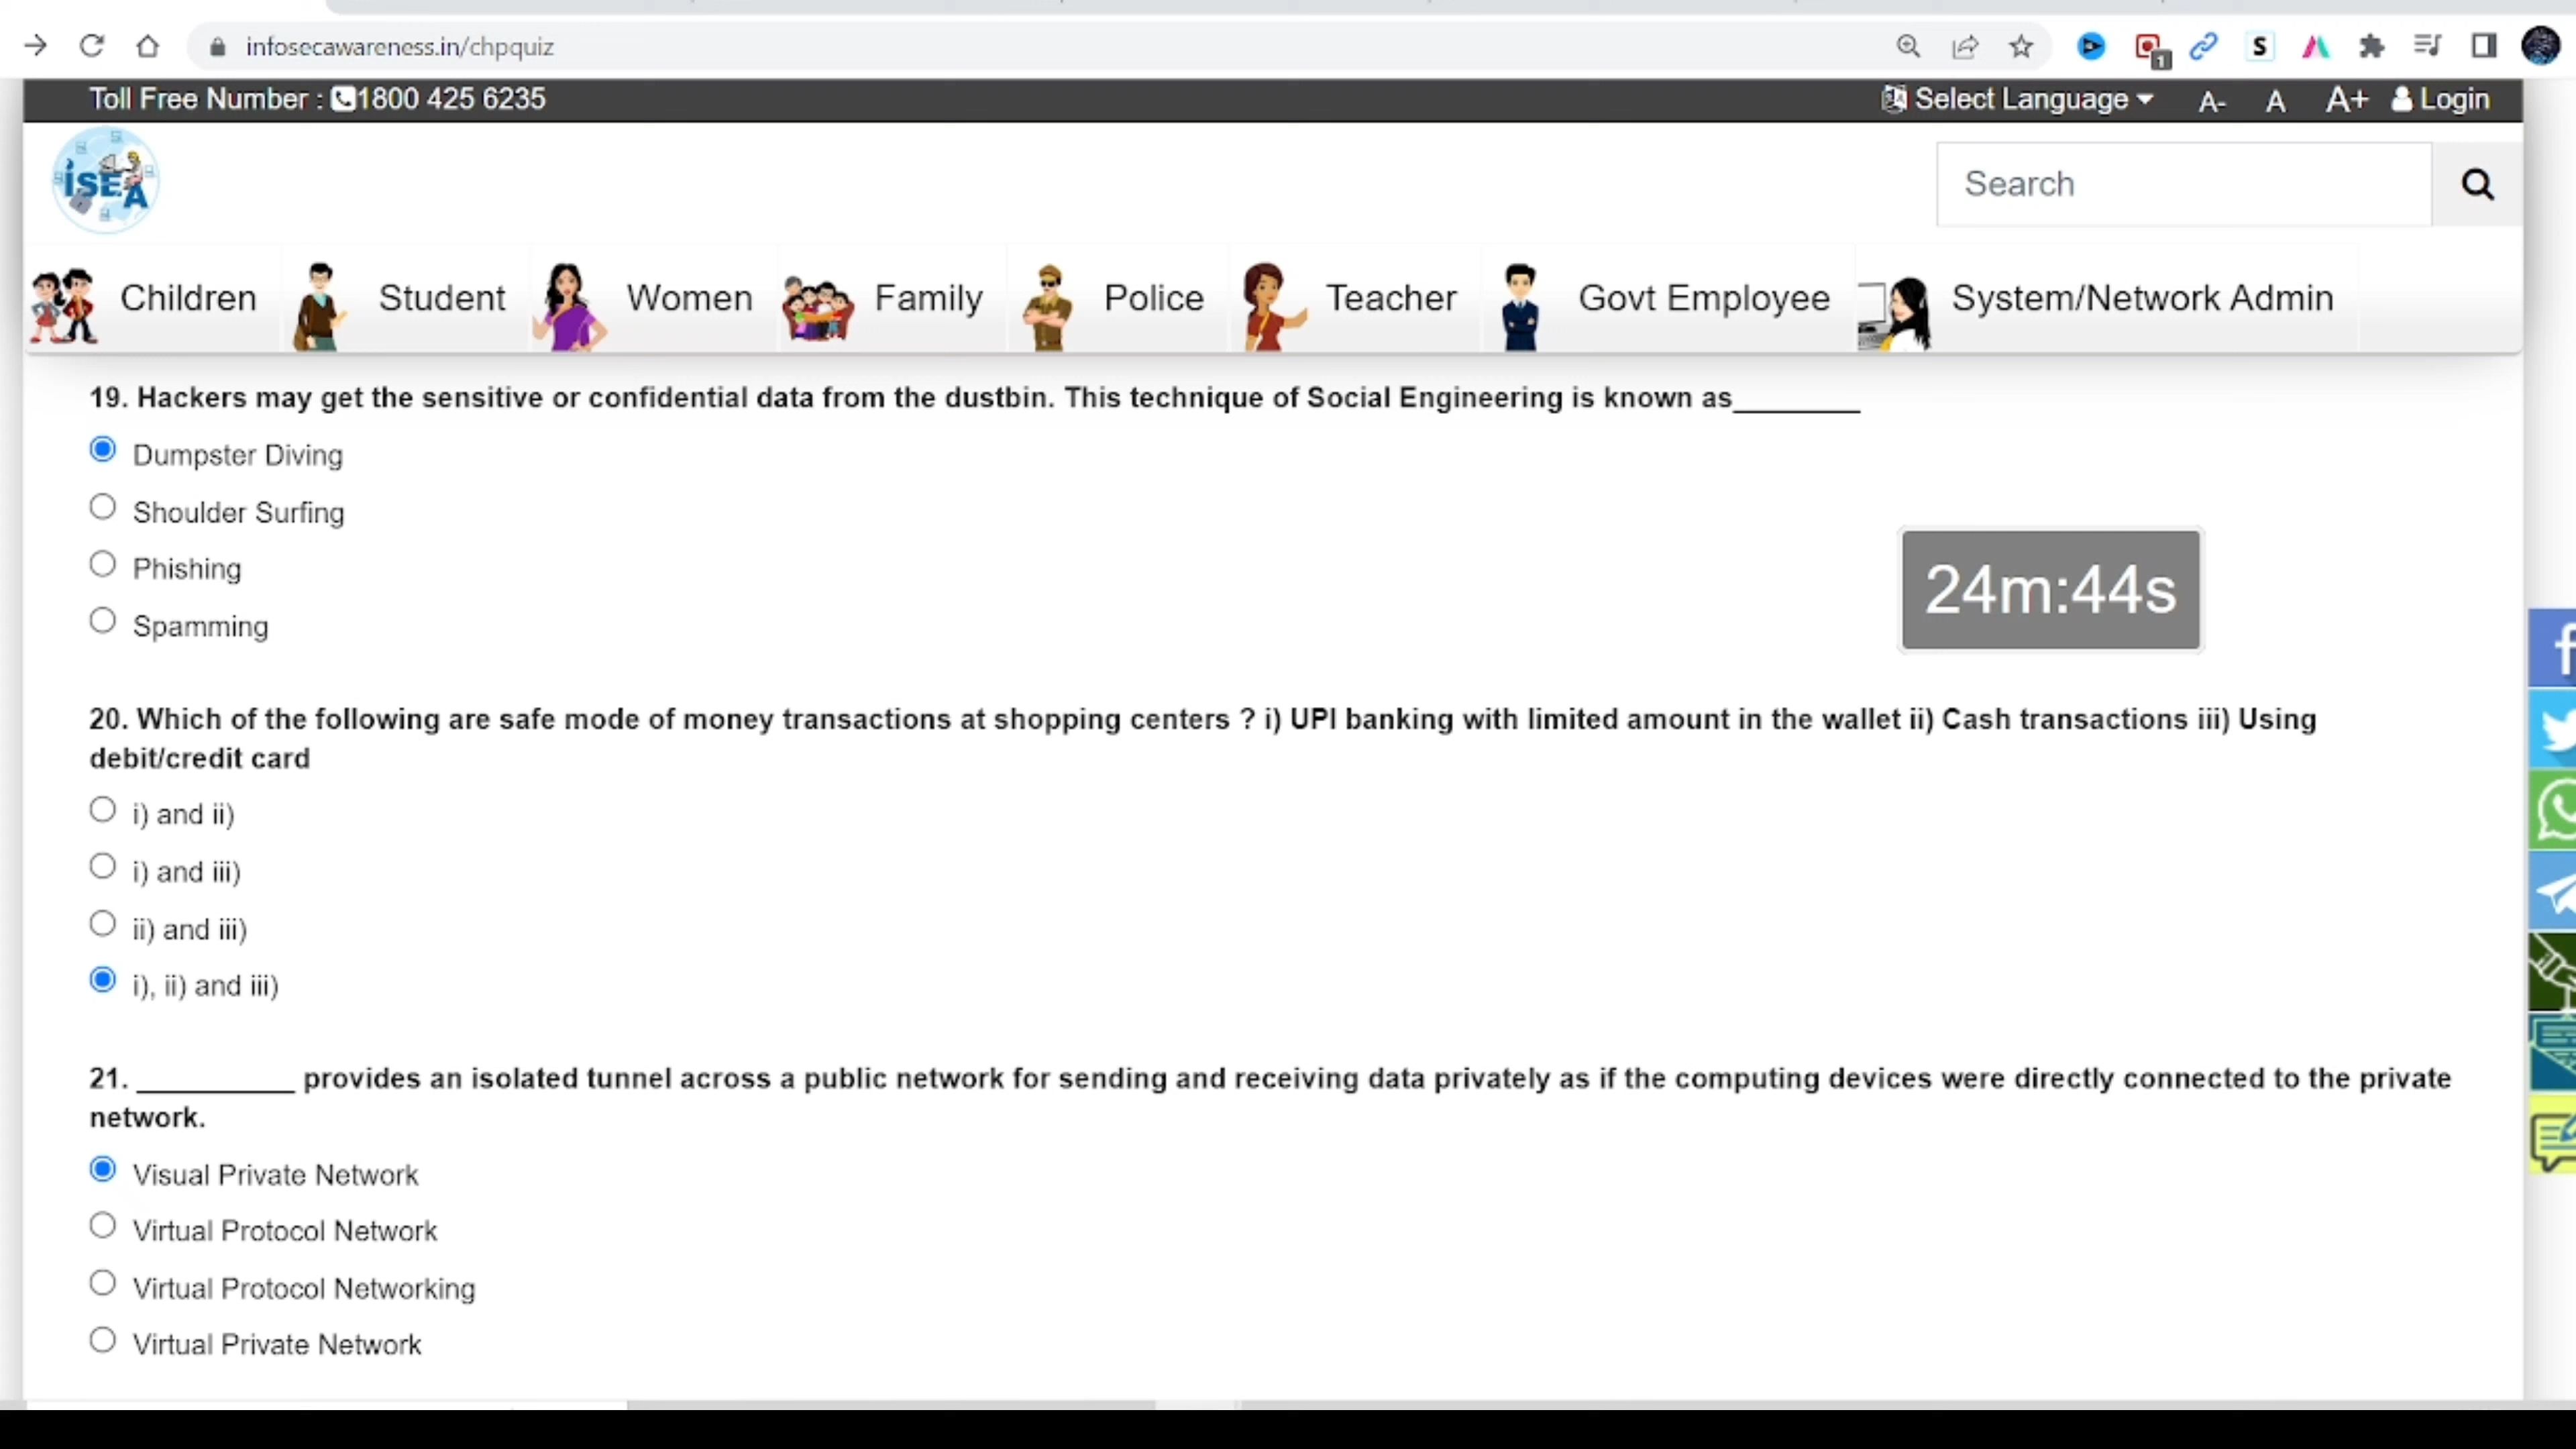 infosecawareness.in/chpquiz
S
1
Toll Free Number : 1800 425 6235
Select Language
A-
A
A+
Login
iSEA
Search
Children
Student
Women
Family
Police
Teacher
Govt Employee
System/Network Admin
19. Hackers may get the sensitive or confidential data from the dustbin. This technique of Social Engineering is known as________
Dumpster Diving
Shoulder Surfing
Phishing
Spamming
24m:44s
20. Which of the following are safe mode of money transactions at shopping centers ? i) UPI banking with limited amount in the wallet ii) Cash transactions iii) Using
debit/credit card
i) and ii)
i) and iii)
ii) and iii)
i), ii) and iii)
21. __________ provides an isolated tunnel across a public network for sending and receiving data privately as if the computing devices were directly connected to the private
network.
Visual Private Network
Virtual Protocol Network
Virtual Protocol Networking
Virtual Private Network